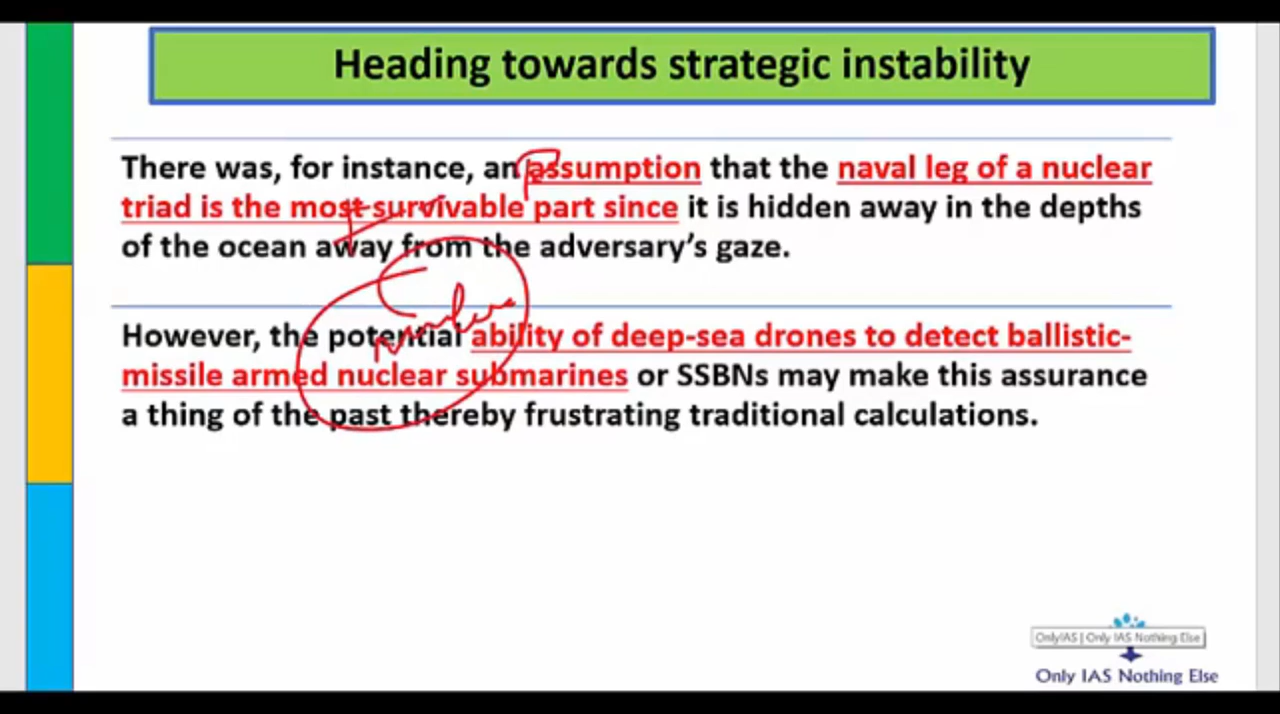 Heading towards strategic instability
There was, for instance, an assumption that the naval leg of a nuclear
triad is the most survivable part since it is hidden away in the depths
of the ocean away from the adversary's gaze.
However, the potential ability of deep-sea drones to detect ballistic-
missile armed nuclear submarines or SSBNs may make this assurance
a thing of the past thereby frustrating traditional calculations.
OnlyIAS | Only IAS Nothing Else
Only IAS Nothing Else